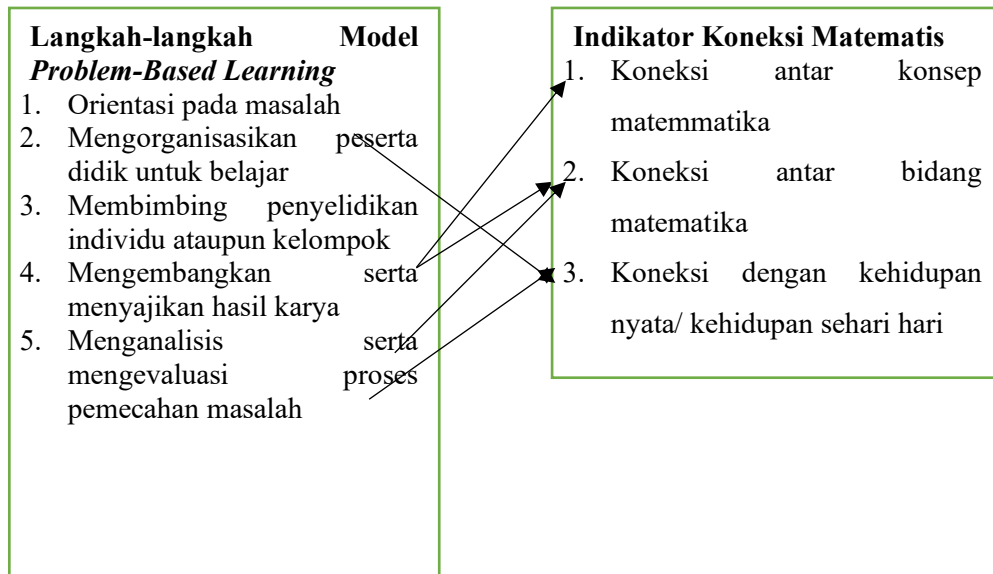 Langkah-langkah Model
Problem-Based Learning
1. Orientasi pada masalah
2. Mengorganisasikan peserta
didik untuk belajar
3. Membimbing penyelidikan
individu ataupun kelompok
4. Mengembangkan serta
menyajikan hasil karya
5. Menganalisis serta
mengevaluasi proses
pemecahan masalah
Indikator Koneksi Matematis
1. Koneksi antar konsep
matemmatika
2. Koneksi antar bidang
matematika
3. Koneksi dengan kehidupan
nyata/ kehidupan sehari hari